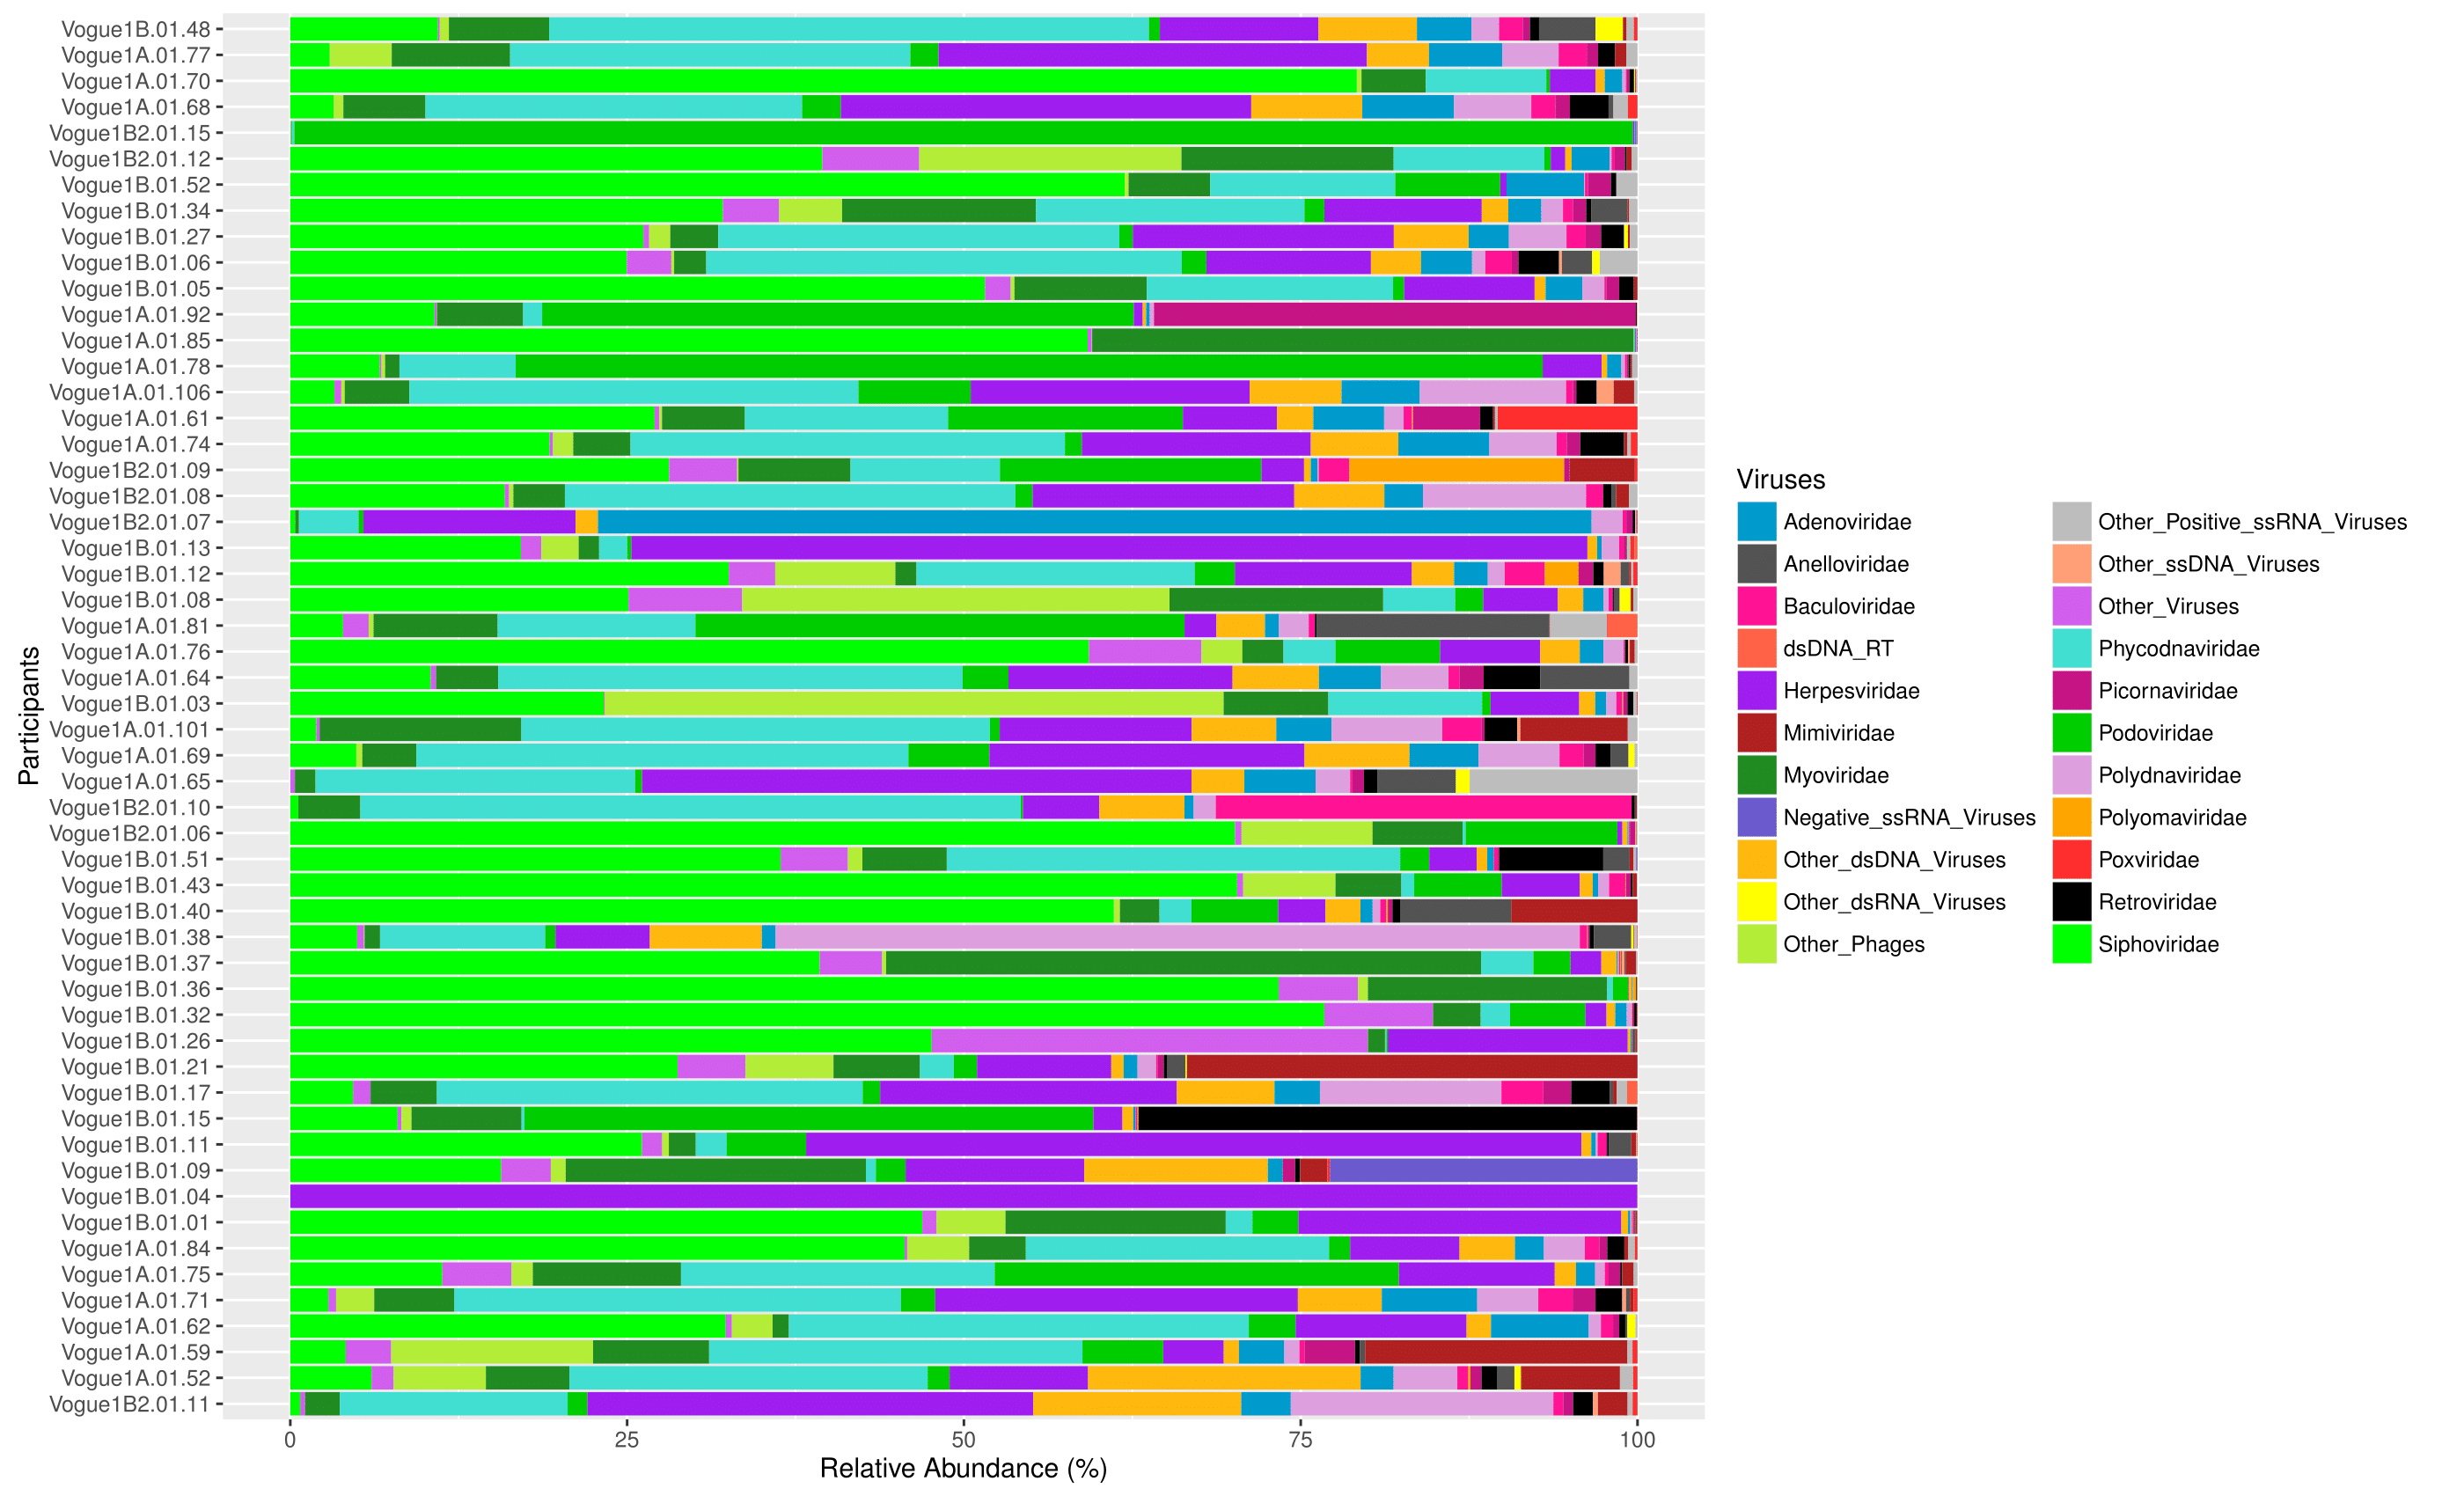 Participants
Vogue1B.01.48
Vogue1A.01.77
Vogue1A.01.70
Vogue1A.01.68
Vogue1B2.01.15
Vogue1B2.01.12
Vogue1B.01.52
Vogue1B.01.34
Vogue1B.01.27
Vogue1B.01.06
Vogue1B.01.05
Vogue1A.01.92
Vogue1A.01.85
Vogue1A.01.78
Vogue1A.01.106
Vogue1A.01.61
Vogue1A.01.74
Vogue1B2.01.09
Vogue1B2.01.08
Vogue1B2.01.07
Vogue1B.01.13
Vogue1B.01.12
Vogue1B.01.08
Vogue1A.01.81
Vogue1A.01.76
Vogue1A.01.64
Vogue1B.01.03
Vogue1A.01.101
Vogue1A.01.69
Vogue1A.01.65
Vogue1B2.01.10
Vogue1B2.01.06
Vogue1B.01.51
Vogue1B.01.43
Vogue1B.01.40
Vogue1B.01.38
Vogue1B.01.37
Vogue1B.01.36
Vogue1B.01.32
Vogue1B.01.26
Vogue1B.01.21
Vogue1B.01.17
Vogue1B.01.15
Vogue1B.01.11
Vogue1B.01.09
Vogue1B.01.04
Vogue1B.01.01
Vogue1A.01.84
Vogue1A.01.75
Vogue1A.01.71
Vogue1A.01.62
Vogue1A.01.59
Vogue1A.01.52
Vogue1B2.01.11
0 25 50 75 100
Relative Abundance (%)
Viruses
Adenoviridae
Anelloviridae
Baculoviridae
dsDNA_RT
Herpesviridae
Mimiviridae
Myoviridae
Negative_ssRNA_Viruses
Other_dsDNA_Viruses
Other_dsRNA_Viruses
Other_Phages
Other_Positive_ssRNA_Viruses
Other_ssDNA_Viruses
Other_Viruses
Phycodnaviridae
Picornaviridae
Podoviridae
Polydnaviridae
Polyomaviridae
Poxviridae
Retroviridae
Siphoviridae